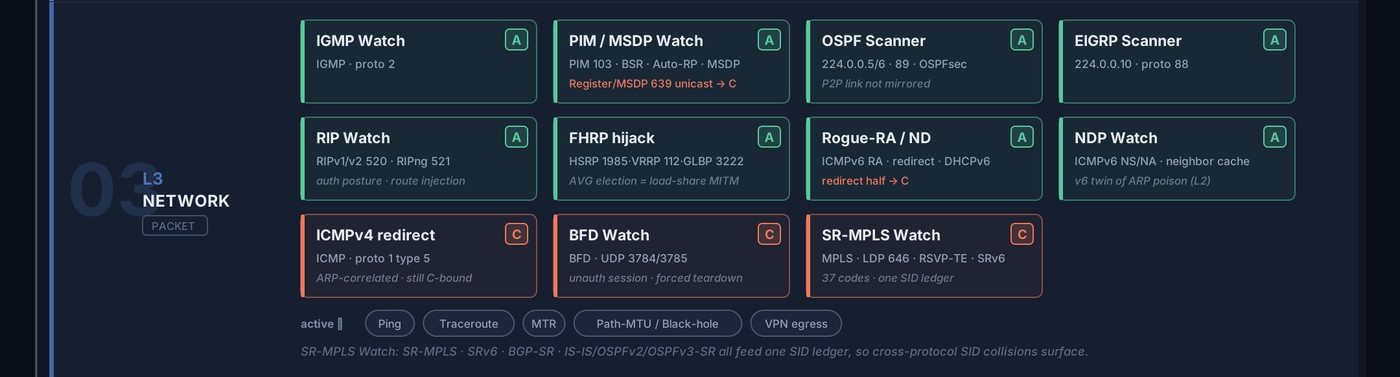 IGMP Watch A
IGMP · proto 2
PIM / MSDP Watch A
PIM 103 · BSR · Auto-RP · MSDP
Register/MSDP 639 unicast → C
OSPF Scanner A
224.0.0.5/6 · 89 · OSPFsec
P2P link not mirrored
EIGRP Scanner A
224.0.0.10 · proto 88
RIP Watch A
RIPv1/v2 520 · RIPng 521
auth posture · route injection
FHRP hijack A
HSRP 1985·VRRP 112·GLBP 3222
AVG election = load-share MITM
Rogue-RA / ND A
ICMPv6 RA · redirect · DHCPv6
redirect half → C
NDP Watch A
ICMPv6 NS/NA · neighbor cache
v6 twin of ARP poison (L2)
03
L3
NETWORK
PACKET
ICMPv4 redirect C
ICMP · proto 1 type 5
ARP-correlated · still C-bound
BFD Watch C
BFD · UDP 3784/3785
unauth session · forced teardown
SR-MPLS Watch C
MPLS · LDP 646 · RSVP-TE · SRv6
37 codes · one SID ledger
active Ping Traceroute MTR Path-MTU / Black-hole VPN egress
SR-MPLS Watch: SR-MPLS · SRv6 · BGP-SR · IS-IS/OSPFv2/OSPFv3-SR all feed one SID ledger, so cross-protocol SID collisions surface.